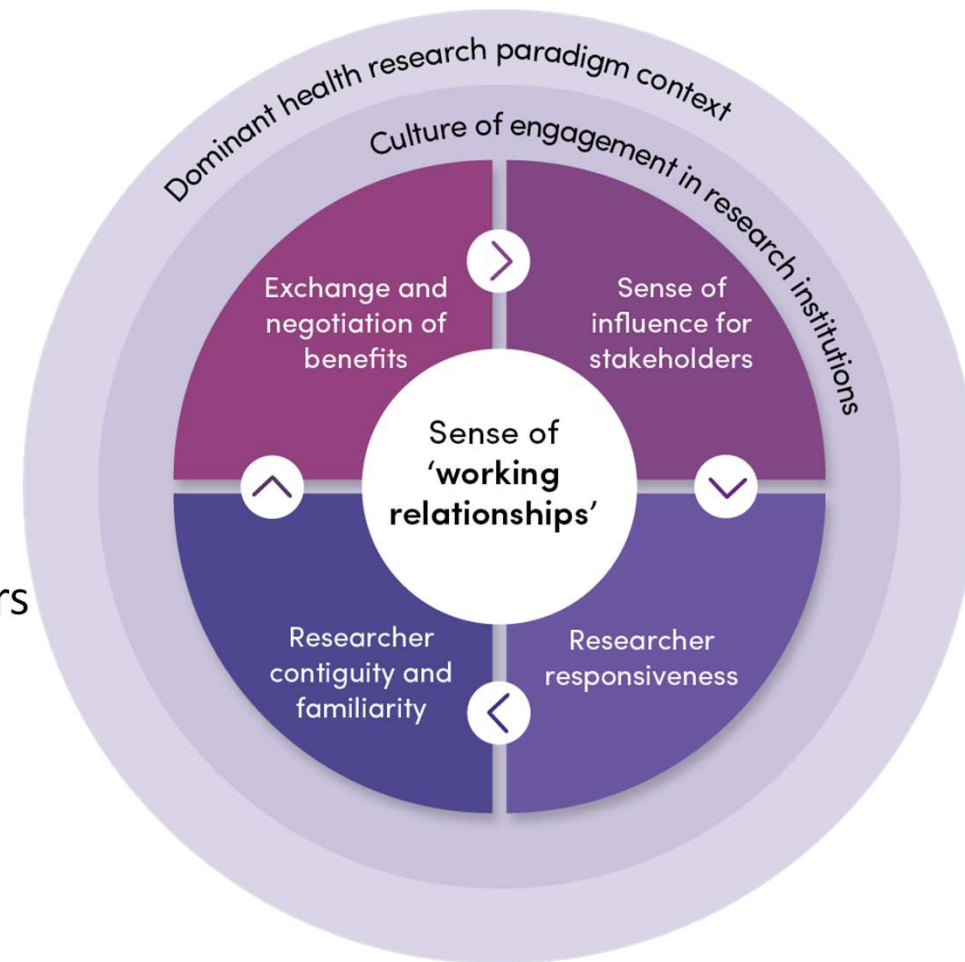 Dominant health research paradigm context
Culture of engagement in research institutions
Exchange and
negotiation of
benefits
Sense of
influence for
stakeholders
Sense of
‘working
relationships’
rs
Researcher
contiguity and
familiarity
Researcher
responsiveness